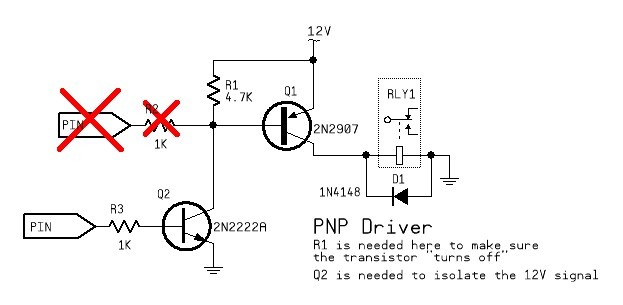 12V
R1
4.7K
Q1
RLY1
PIN
R2
1K
2N2907
1N4148
D1
Q2
PIN
R3
1K
2N2222A
PNP Driver
R1 is needed here to make sure
the transistor "turns off"
Q2 is needed to isolate the 12V signal